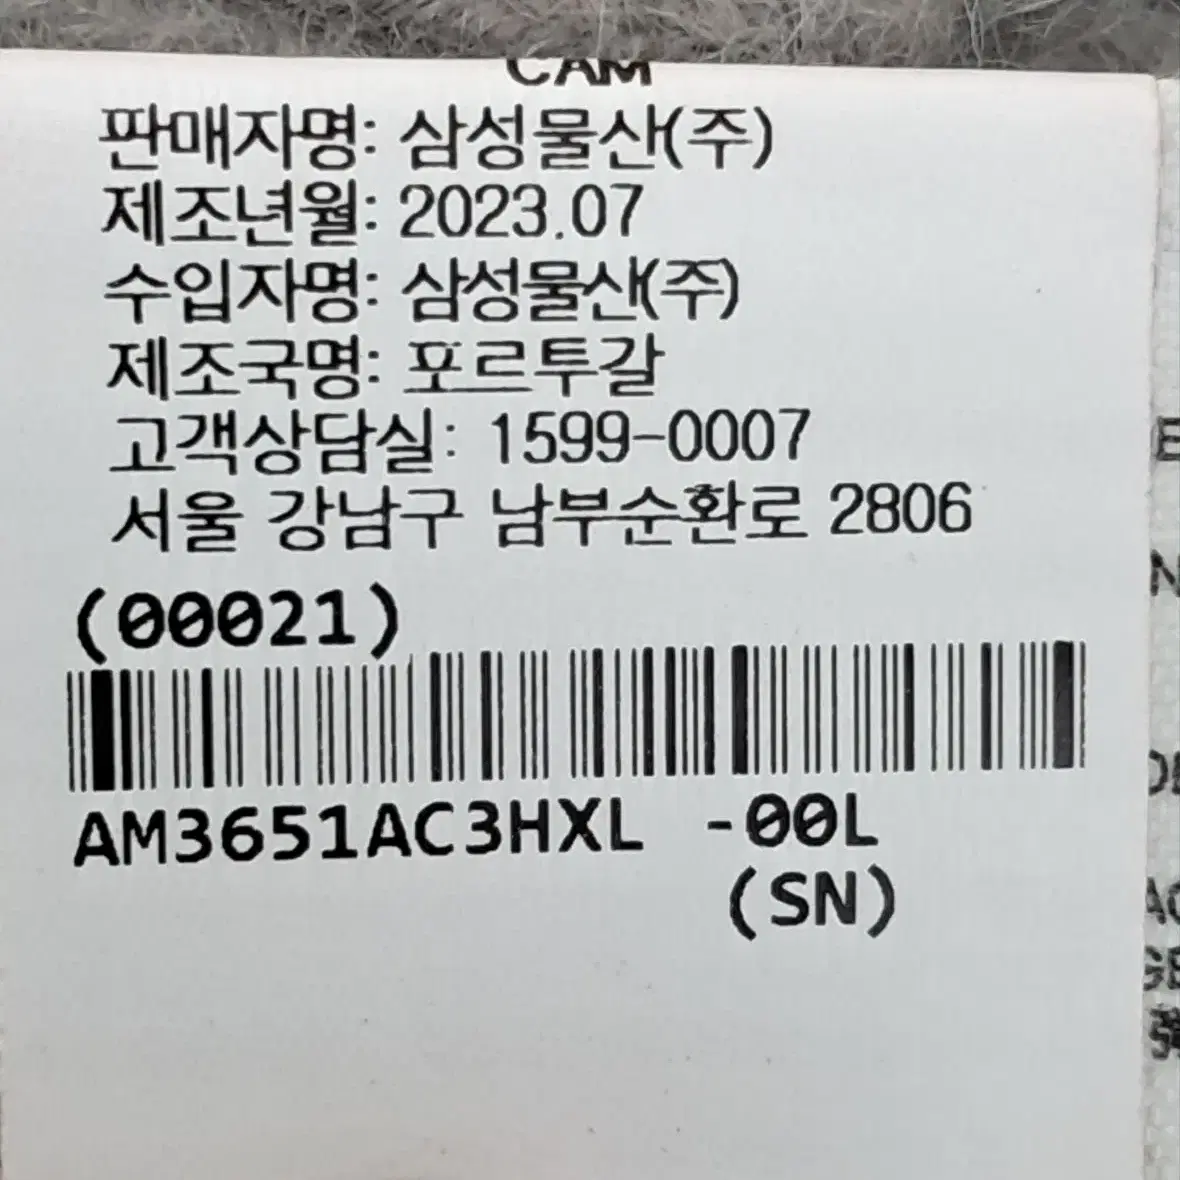 CAM
판매자명: 삼성물산(주)
제조년월: 2023.07
수입자명: 삼성물산(주)
제조국명: 포르투갈
고객상담실: 1599-0007
서울 강남구 남부순환로 2806
(00021)
AM3651AC3HXL -00L
(SN)